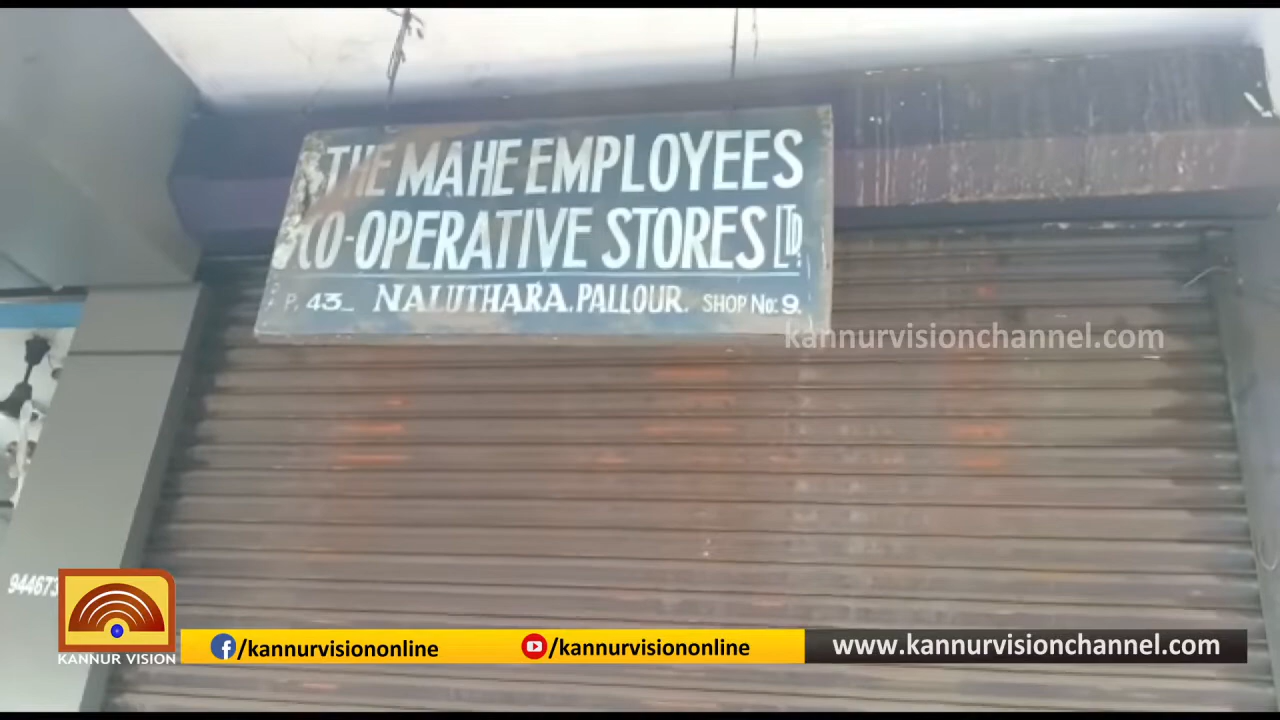 THE MAHE EMPLOYEES
CO-OPERATIVE STORES LTD.
P. 43_ NALUTHARA, PALLOUR. SHOP No: 9.
kannurvisionchannel.com
94467
KANNUR VISION
/kannurvisiononline
/kannurvisiononline
www.kannurvisionchannel.com